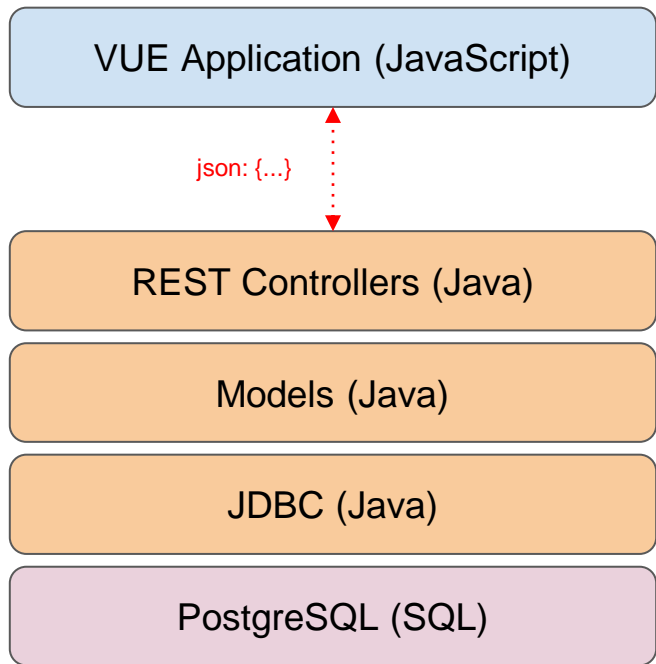 VUE Application (JavaScript)
json: {...}
REST Controllers (Java)
Models (Java)
JDBC (Java)
PostgreSQL (SQL)